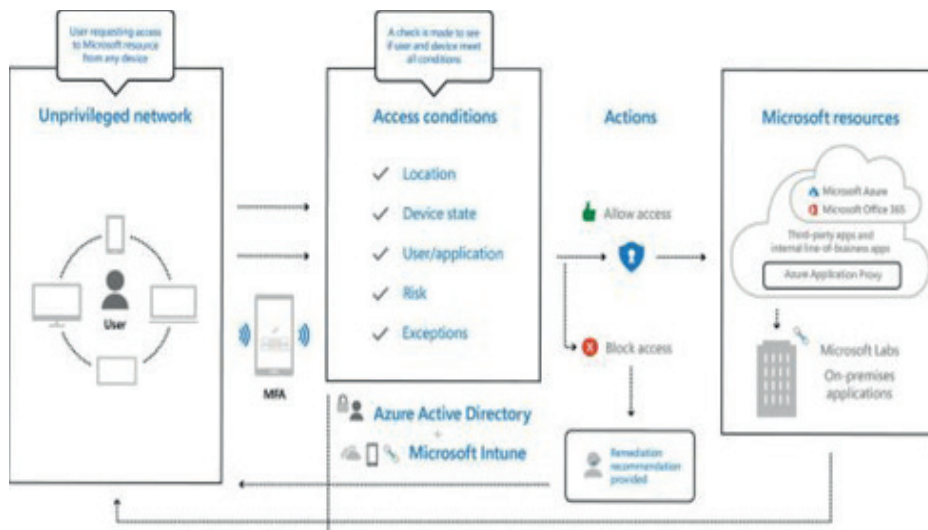 User requesting access
to Microsoft resource
from any device
A check is made to see
if user and device meet
all conditions
Unprivileged network
Access conditions
Actions
Microsoft resources
Location
Device state
User/application
Risk
Exceptions
User
MFA
Allow access
Block access
Microsoft Azure
Microsoft Office 365
Third-party apps and
internal line-of-business apps
Azure Application Proxy
Microsoft Labs
On-premises
applications
Azure Active Directory
+
Microsoft Intune
Remediation
recommendation
provided